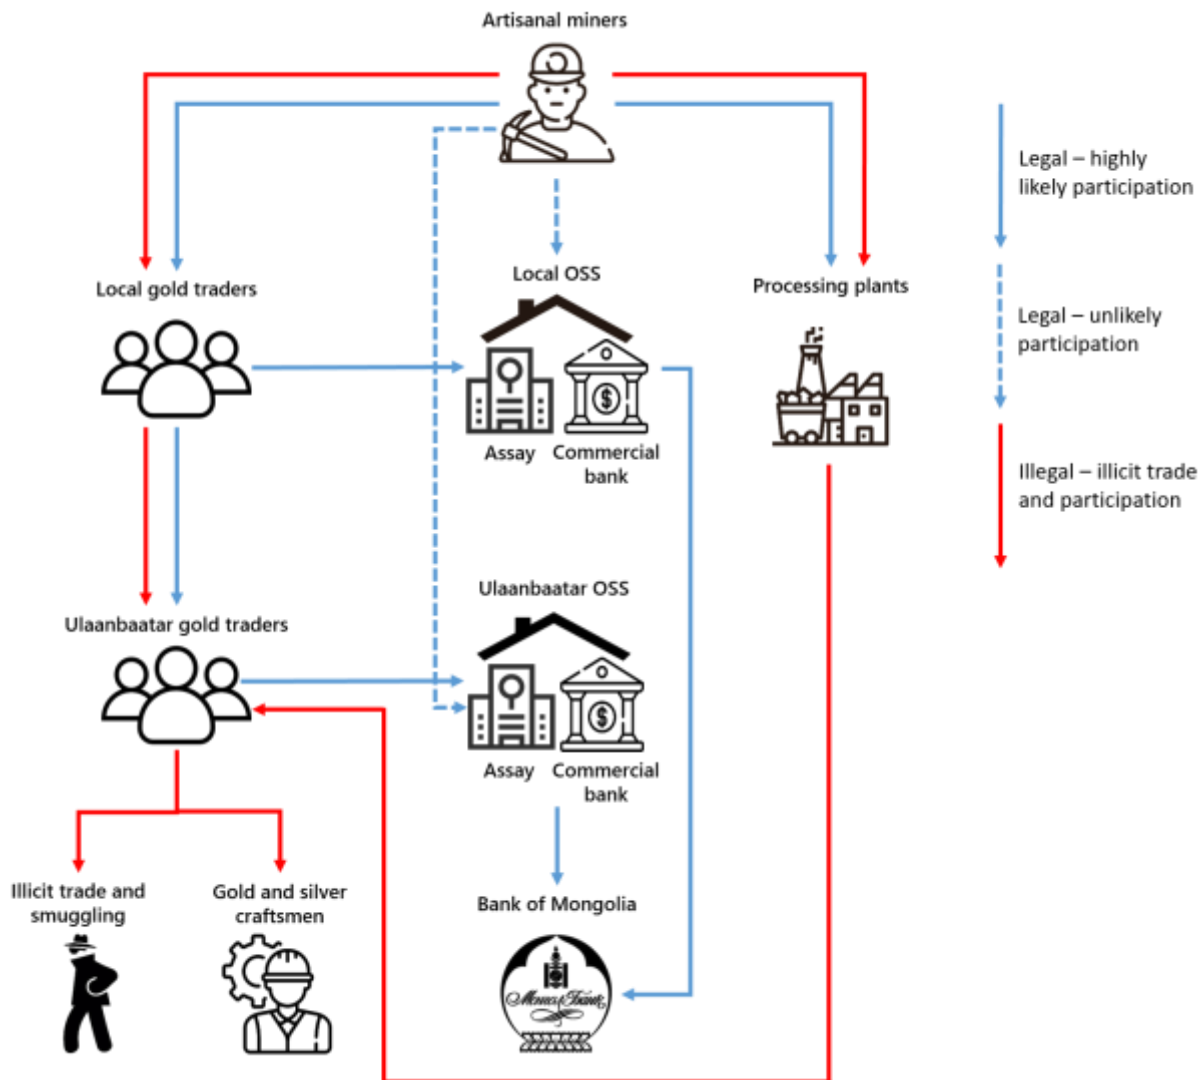 Artisanal miners
Legal – highly
likely participation
Local OSS
Local gold traders
Processing plants
Legal – unlikely
participation
$
Assay
Commercial
bank
Illegal – illicit trade
and participation
Ulaanbaatar OSS
Ulaanbaatar gold traders
$
Assay
Commercial
bank
Illicit trade and
smuggling
Gold and silver
craftsmen
Bank of Mongolia